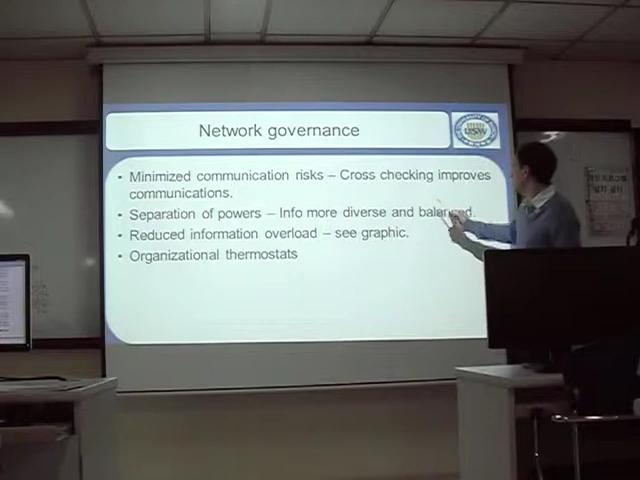 Network governance
USW
• Minimized communication risks – Cross checking improves
communications.
• Separation of powers – Info more diverse and balanced.
• Reduced information overload – see graphic.
• Organizational thermostats